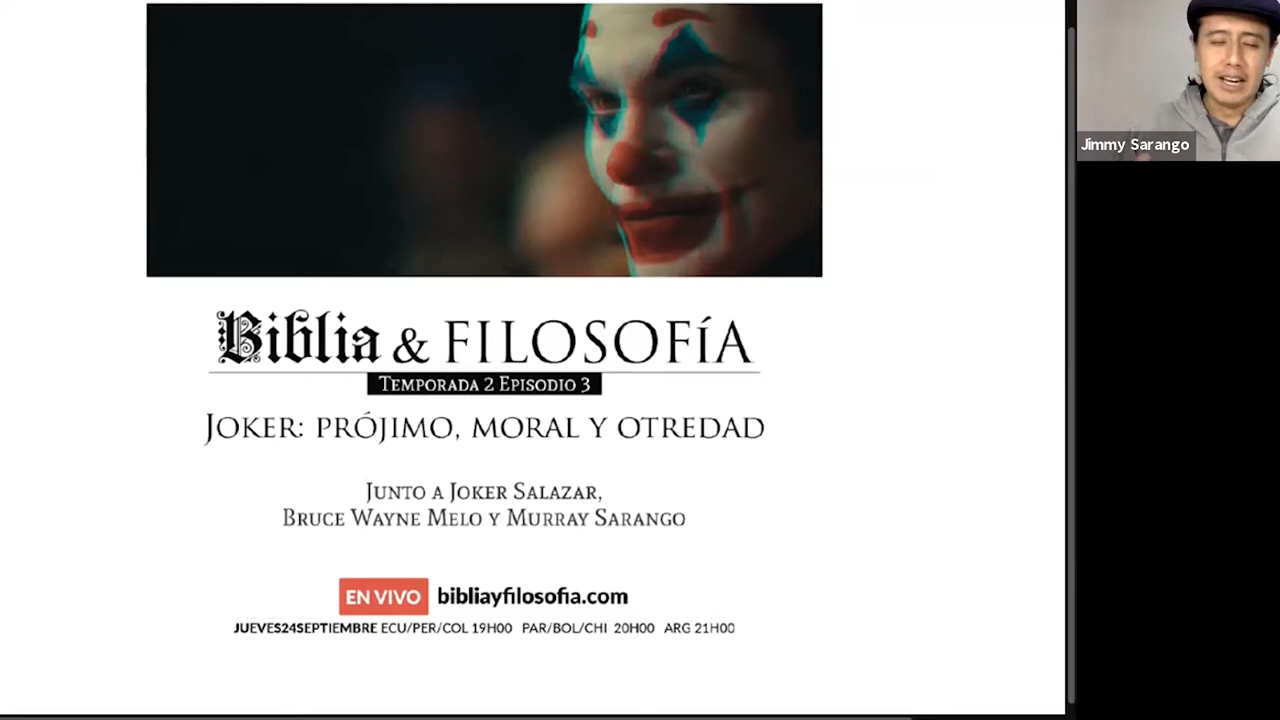 Jimmy Sarango
Biblia & FILOSOFÍA
TEMPORADA 2 EPISODIO 3
JOKER: PRÓJIMO, MORAL Y OTREDAD
JUNTO A JOKER SALAZAR,
BRUCE WAYNE MELO Y MURRAY SARANGO
EN VIVO bibliayfilosofia.com
JUEVES24SEPTIEMBRE ECU/PER/COL 19H00 PAR/BOL/CHI 20H00 ARG 21H00